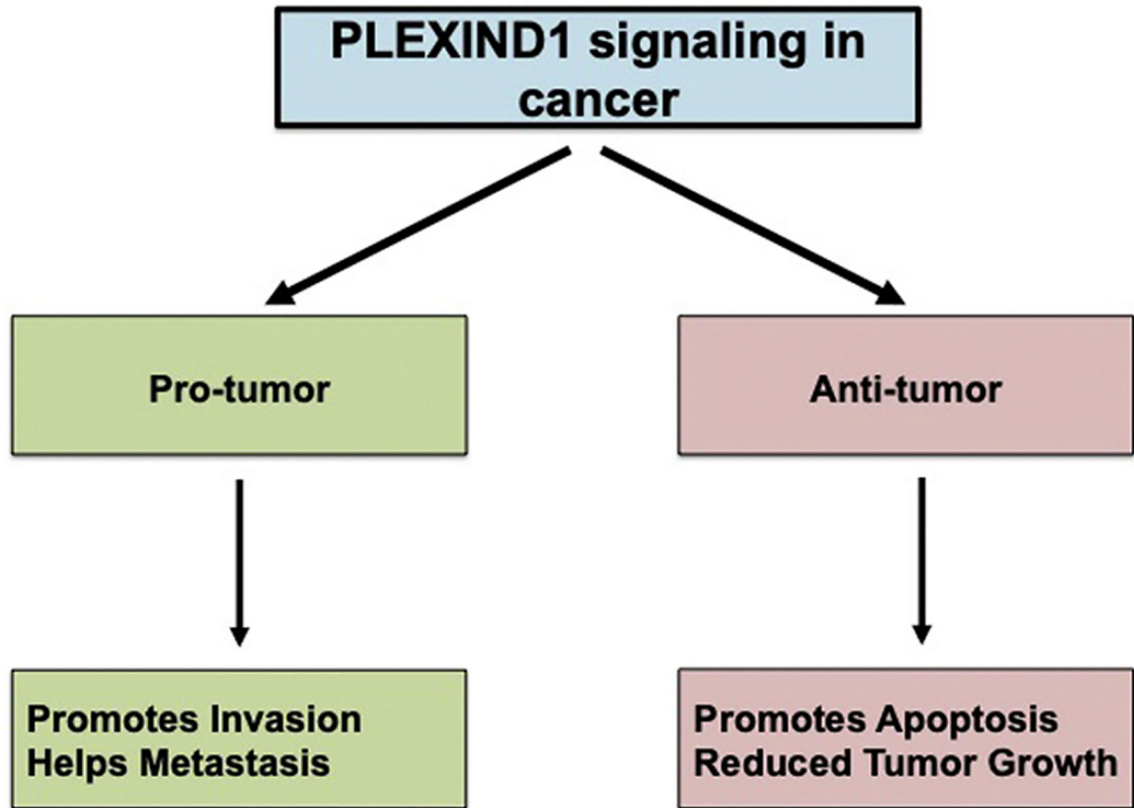 PLEXIND1 signaling in
cancer
Pro-tumor
Anti-tumor
Promotes Invasion
Helps Metastasis
Promotes Apoptosis
Reduced Tumor Growth